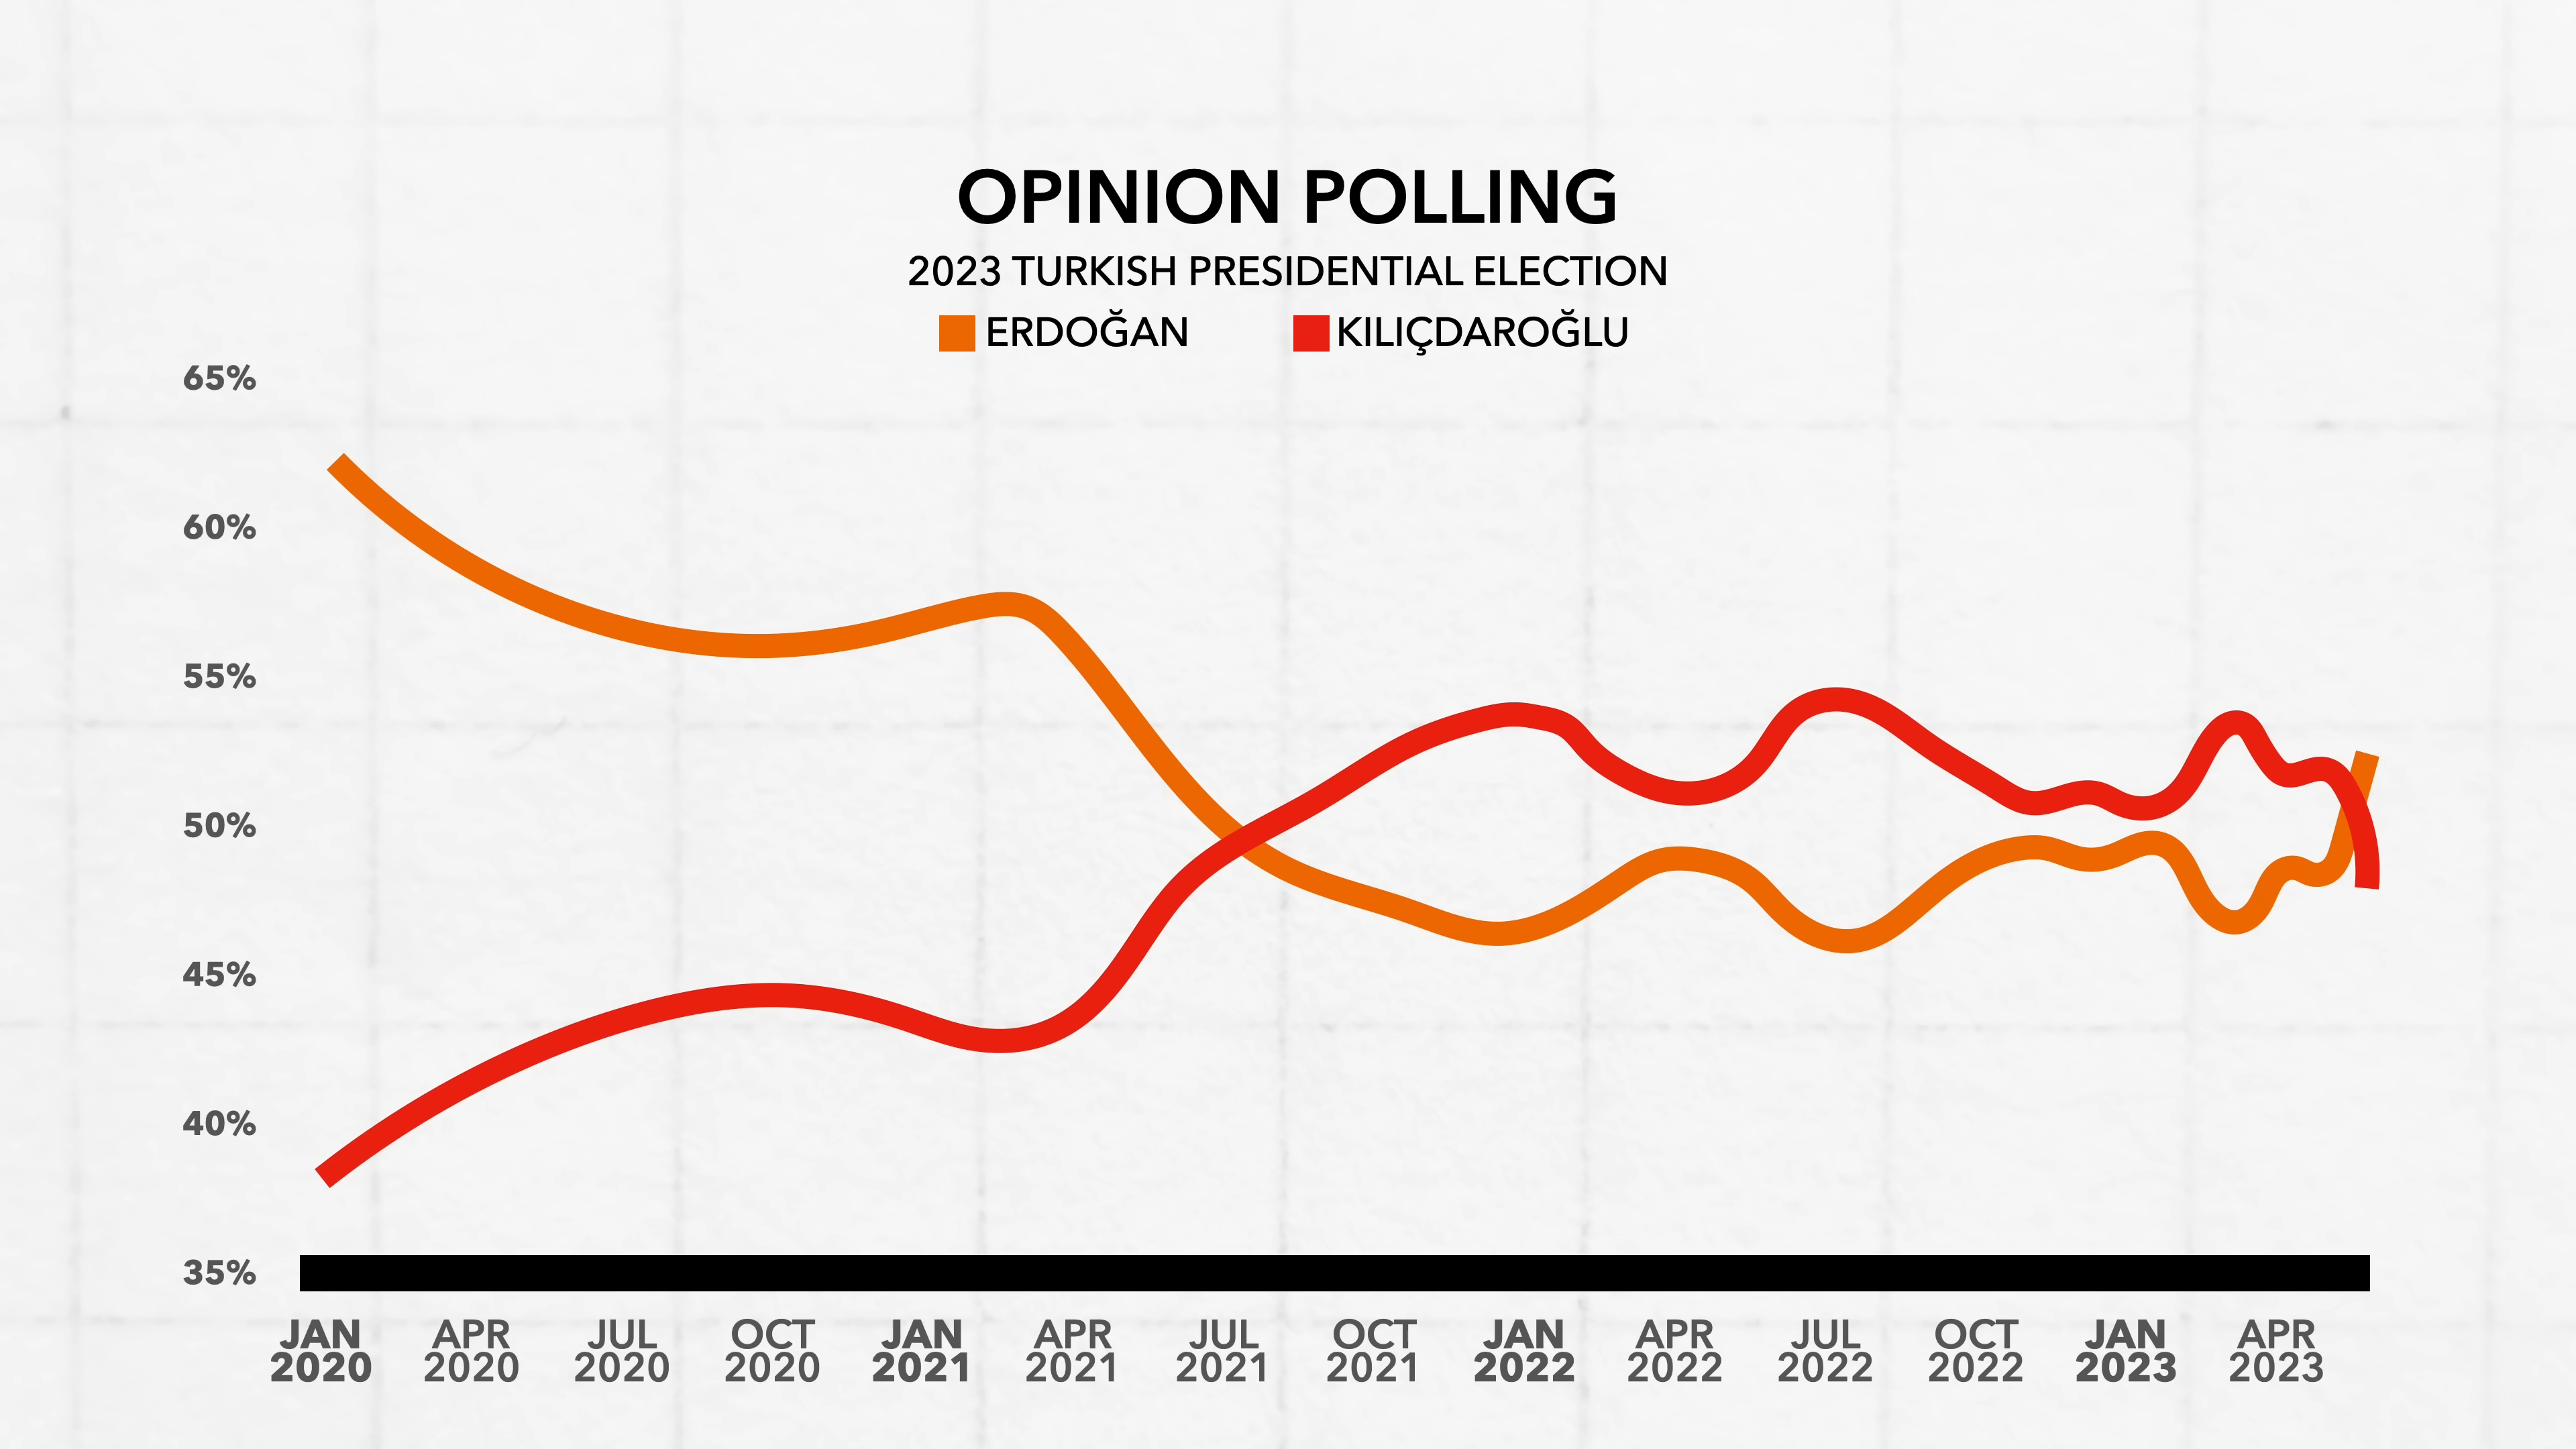 OPINION POLLING
2023 TURKISH PRESIDENTIAL ELECTION
ERDOĞAN KILIÇDAROĞLU
65%
60%
55%
50%
45%
40%
35%
JAN APR JUL OCT JAN APR JUL OCT JAN APR JUL OCT JAN APR
2020 2020 2020 2020 2021 2021 2021 2021 2022 2022 2022 2022 2023 2023